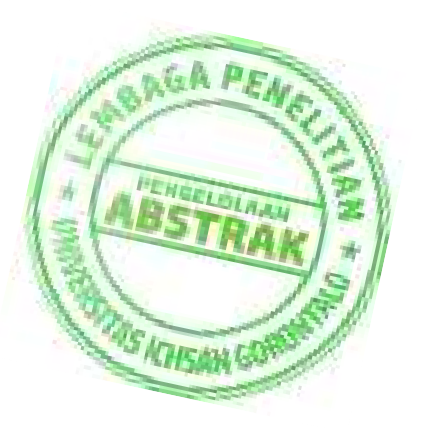 LEMBAGA PENELITIAN
PENGELOLAAN
ABSTRAK
UNIVERSITAS ICHSAN GORONTALO